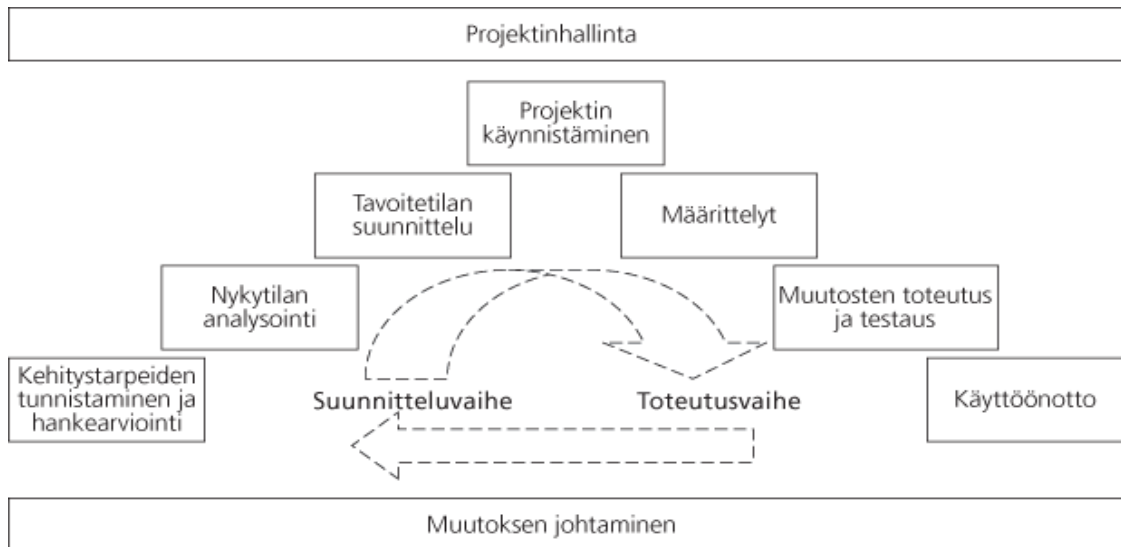 Projektinhallinta
Projektin
käynnistäminen
Tavoitetilan
suunnittelu
Määrittelyt
Nykytilan
analysointi
Muutosten toteutus
ja testaus
Kehitystarpeiden
tunnistaminen ja
hankearviointi
Suunnitteluvaihe
Toteutusvaihe
Käyttöönotto
Muutoksen johtaminen